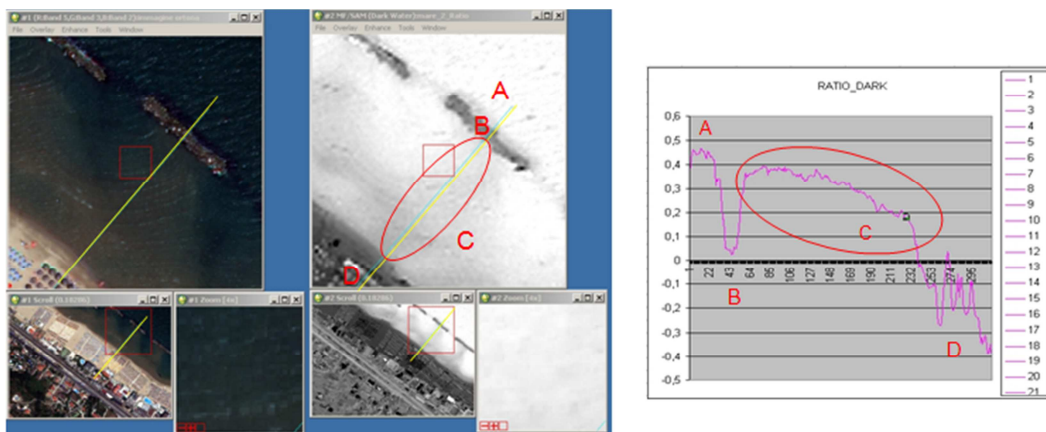 #1 (R:Band 5,G:Band 3,B:Band 2):
File Overlay Enhance Tools Window
#2 MF/SAM (Dark Water):mare_2_Ratio
File Overlay Enhance Tools Window
A
B
C
D
#1 Scroll (0.18286)
#1 Zoom [4x]
#2 Scroll (0.18286)
#2 Zoom [4x]
RATIO_DARK
0,6
0,5
0,4
0,3
0,2
0,1
0
-0,1
-0,2
-0,3
-0,4
-0,5
1 22 43 64 85 106 127 148 169 190 211 232 253 274 295
A
B
C
D
1
2
3
4
5
6
7
8
9
10
11
12
13
14
15
16
17
18
19
20
21